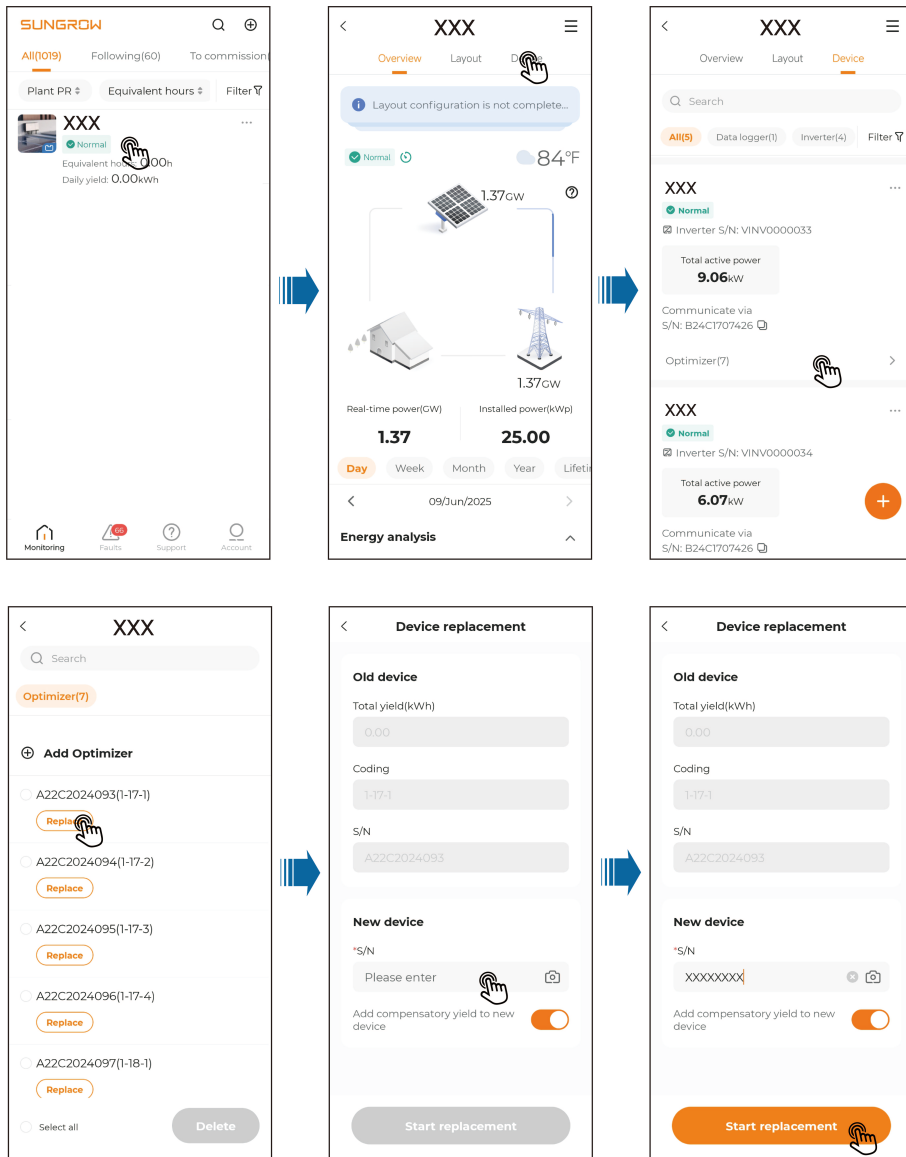 SUNGROW
All(1019) Following(60) To commission(
Plant PR Equivalent hours Filter
XXX
Normal
Equivalent hours: 0.00h
Daily yield: 0.00kWh
Monitoring
66
Faults
Support
Account
XXX
Overview Layout
Layout configuration is not complete...
Normal
84°F
1.37GW
1.37GW
Real-time power(GW) Installed power(kWp)
1.37 25.00
Day Week Month Year Lifeti
09/Jun/2025
Energy analysis
XXX
Overview Layout Device
Search
All(5) Data logger(1) Inverter(4) Filter
XXX
Normal
Inverter S/N: VINV0000033
Total active power
9.06kW
Communicate via
S/N: B24C1707426
Optimizer(7)
XXX
Normal
Inverter S/N: VINV0000034
Total active power
6.07kW
Communicate via
S/N: B24C1707426
XXX
Search
Optimizer(7)
Add Optimizer
A22C2024093(1-17-1)
Replace
A22C2024094(1-17-2)
Replace
A22C2024095(1-17-3)
Replace
A22C2024096(1-17-4)
Replace
A22C2024097(1-18-1)
Replace
Select all Delete
Device replacement
Old device
Total yield(kWh)
0.00
Coding
1-17-1
S/N
A22C2024093
New device
*S/N
Please enter
Add compensatory yield to new
device
Start replacement
Device replacement
Old device
Total yield(kWh)
0.00
Coding
1-17-1
S/N
A22C2024093
New device
*S/N
XXXXXXXX
Add compensatory yield to new
device
Start replacement